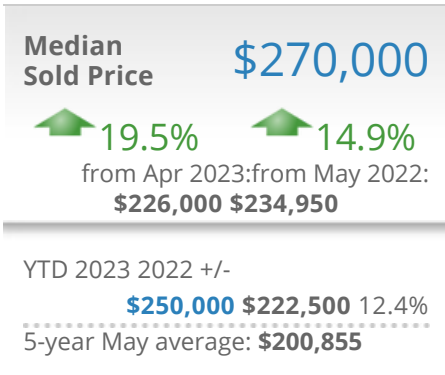 Median
Sold Price
$270,000
19.5%
14.9%
from Apr 2023:from May 2022:
$226,000 $234,950
YTD 2023 2022 +/-
$250,000 $222,500 12.4%
5-year May average: $200,855